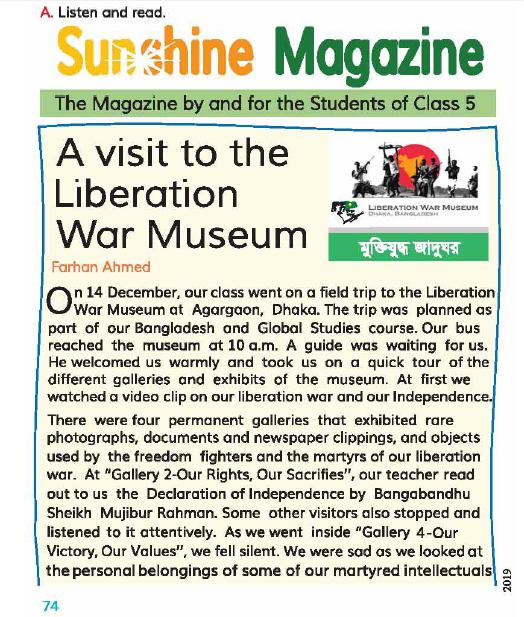 A. Listen and read.
Sunshine Magazine
The Magazine by and for the Students of Class 5
A visit to the
Liberation
War Museum
LIBERATION WAR MUSEUM
DHAKA, BANGLADESH
মুক্তিযুদ্ধ জাদুঘর
Farhan Ahmed
On 14 December, our class went on a field trip to the Liberation
War Museum at Agargaon, Dhaka. The trip was planned as
part of our Bangladesh and Global Studies course. Our bus
reached the museum at 10 a.m. A guide was waiting for us.
He welcomed us warmly and took us on a quick tour of the
different galleries and exhibits of the museum. At first we
watched a video clip on our liberation war and our Independence.
There were four permanent galleries that exhibited rare
photographs, documents and newspaper clippings, and objects
used by the freedom fighters and the martyrs of our liberation
war. At "Gallery 2-Our Rights, Our Sacrifies", our teacher read
out to us the Declaration of Independence by Bangabandhu
Sheikh Mujibur Rahman. Some other visitors also stopped and
listened to it attentively. As we went inside "Gallery 4-Our
Victory, Our Values", we fell silent. We were sad as we looked at
the personal belongings of some of our martyred intellectuals
74
2019